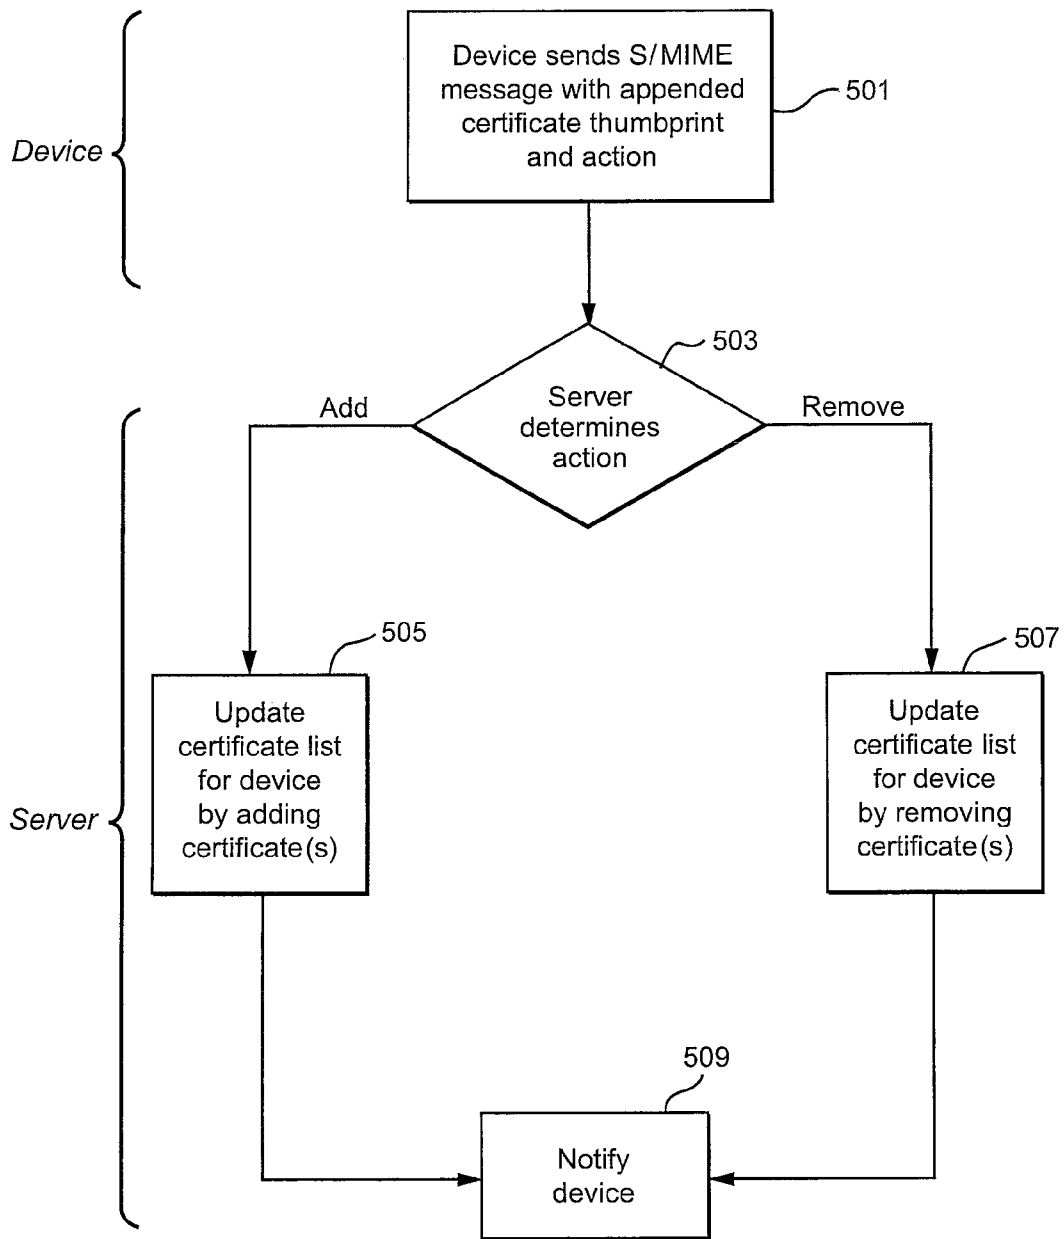 Device sends S/MIME
message with appended
certificate thumbprint
and action
501
Device
503
Server
determines
action
Add
Remove
505
507
Update
certificate list
for device
by adding
certificate(s)
Update
certificate list
for device
by removing
certificate(s)
Server
509
Notify
device